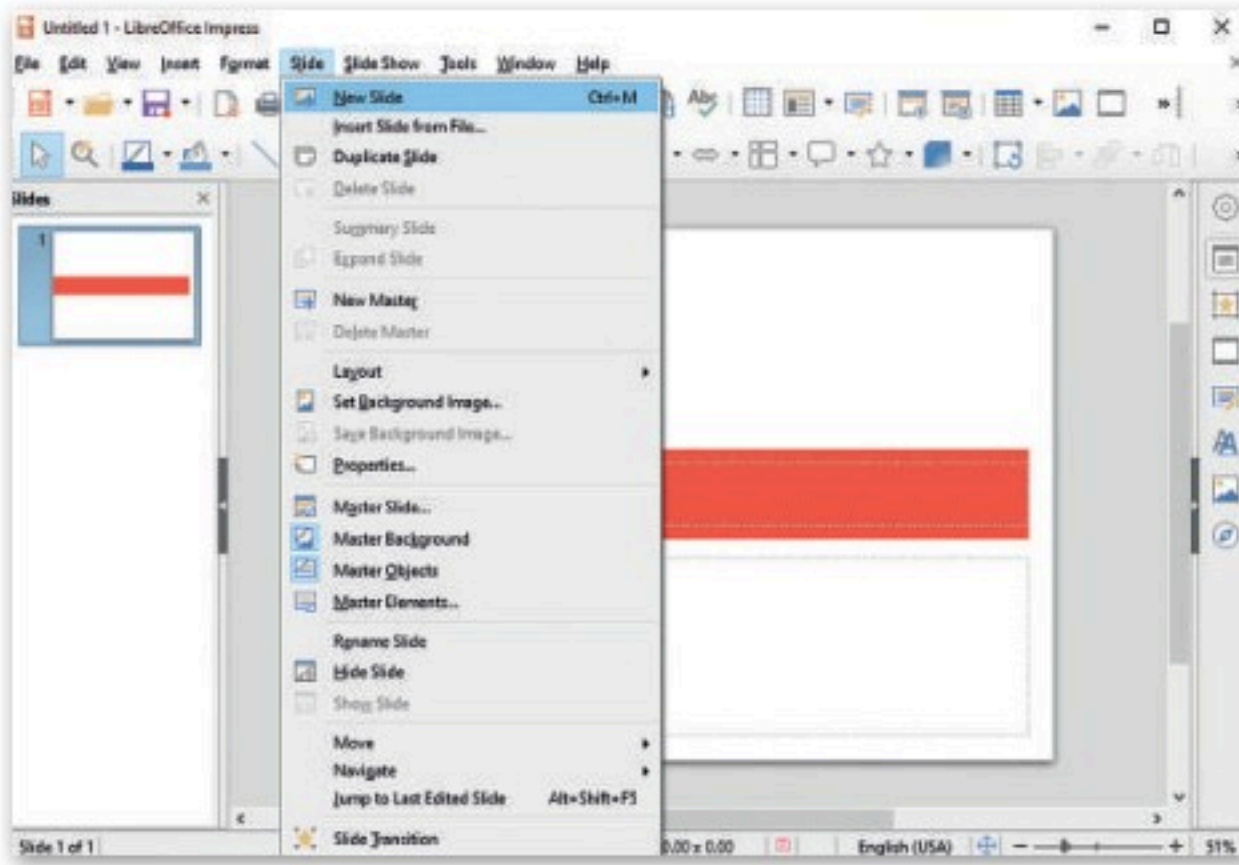 Untitled 1 - LibreOffice Impress
File Edit View Insert Format Slide Slide Show Tools Window Help
New Slide Ctrl+M
Insert Slide from File...
Duplicate Slide
Delete Slide
Summary Slide
Expand Slide
New Master
Delete Master
Layout
Set Background Image...
Save Background Image...
Properties...
Master Slide...
Master Background
Master Objects
Master Elements...
Rename Slide
Hide Slide
Show Slide
Move
Navigate
Jump to Last Edited Slide Alt+Shift+F5
Slide Transition
Abc
Slides
1
Slide 1 of 1
0.00 x 0.00 English (USA) 51%